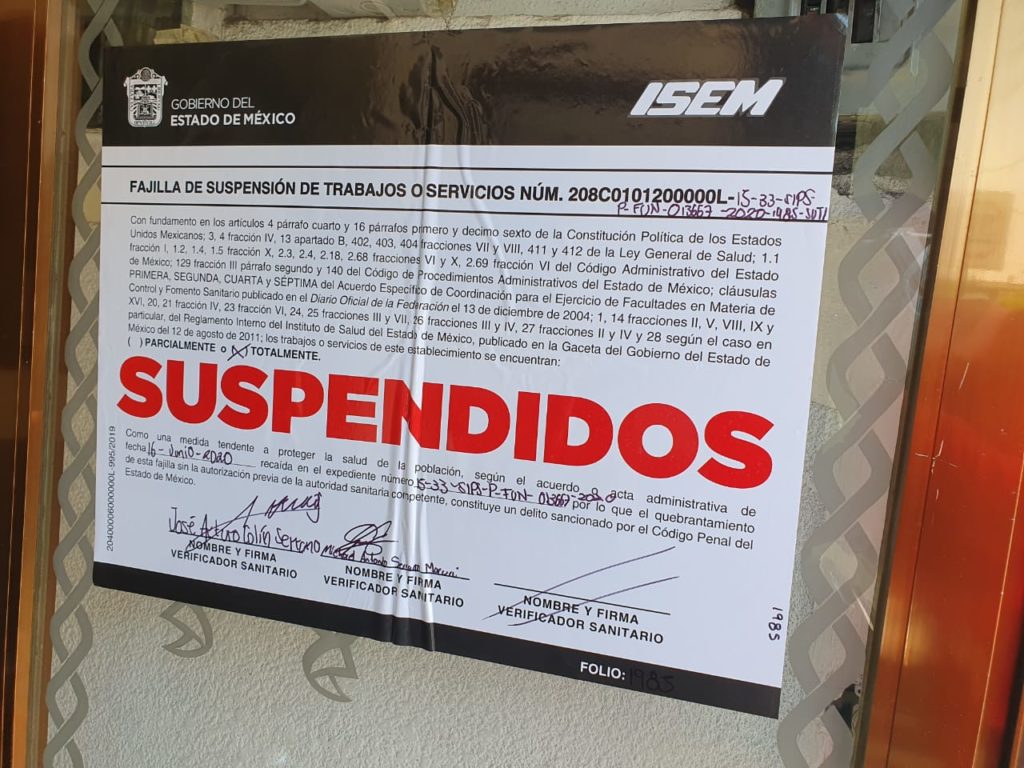 GOBIERNO DEL
ESTADO DE MÉXICO
ISEM
FAJILLA DE SUSPENSIÓN DE TRABAJOS O SERVICIOS NÚM. 208C0101200000L-15-33-SIPS-
P-FUN-013667-2020-1985-SUTI
Con fundamento en los artículos 4 párrafo cuarto y 16 párrafos primero y decimo sexto de la Constitución Política de los Estados
Unidos Mexicanos; 3, 4 fracción IV, 13 apartado B, 402, 403, 404 fracciones VII y VIII, 411 y 412 de la Ley General de Salud; 1.1
fracción I, 1.2, 1.4, 1.5 fracción X, 2.3, 2.4, 2.18, 2.68 fracciones VI y X, 2.69 fracción VI del Código Administrativo del Estado
de México; 129 fracción III párrafo segundo y 140 del Código de Procedimientos Administrativos del Estado de México; cláusulas
PRIMERA, SEGUNDA, CUARTA y SÉPTIMA del Acuerdo Específico de Coordinación para el Ejercicio de Facultades en Materia de
Control y Fomento Sanitario publicado en el Diario Oficial de la Federación el 13 de diciembre de 2004; 1, 14 fracciones II, V, VIII, IX y
XVI, 20, 21 fracción IV, 23 fracción VI, 24, 25 fracciones III y VII, 26 fracciones III y IV, 27 fracciones II y IV y 28 según el caso en
particular, del Reglamento Interno del Instituto de Salud del Estado de México, publicado en la Gaceta del Gobierno del Estado de
México del 12 de agosto de 2011; los trabajos o servicios de este establecimiento se encuentran:
( ) PARCIALMENTE o (X) TOTALMENTE.
SUSPENDIDOS
Como una medida tendente a proteger la salud de la población, según el acuerdo o acta administrativa de
fecha 16-Junio-2020 recaída en el expediente número 15-33-SIPS-P-FUN-013667-2020 por lo que el quebrantamiento
de esta fajilla sin la autorización previa de la autoridad sanitaria competente, constituye un delito sancionado por el Código Penal del
Estado de México.
José Arturo Colín Serrano
Antonio Serrano
NOMBRE Y FIRMA
VERIFICADOR SANITARIO
NOMBRE Y FIRMA
VERIFICADOR SANITARIO
NOMBRE Y FIRMA
VERIFICADOR SANITARIO
20400006000000L-995/2019
1985
FOLIO: 1985